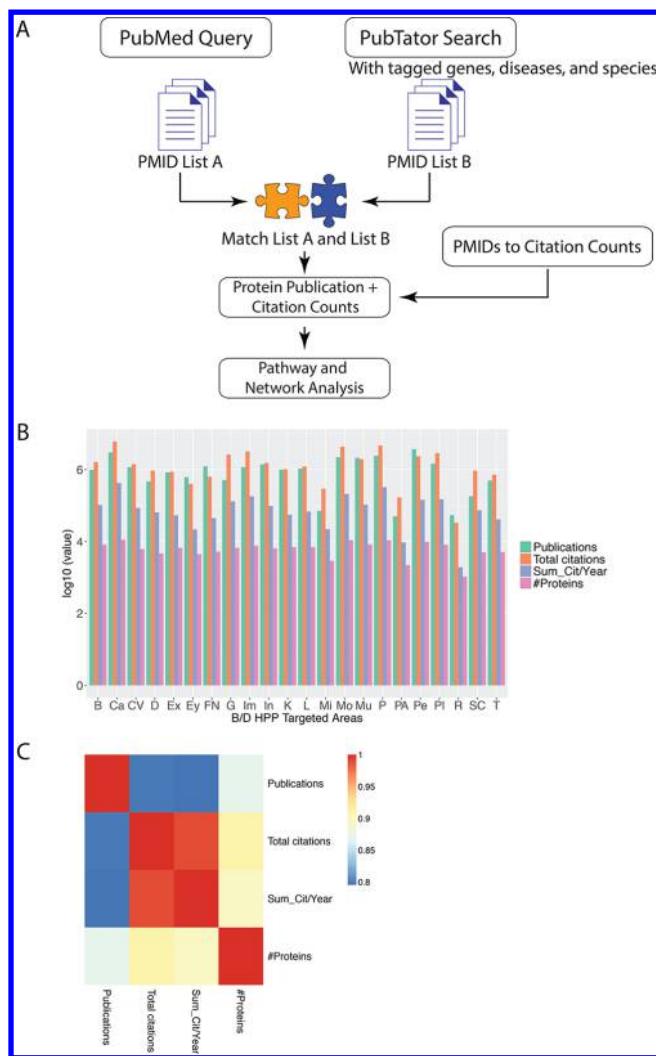 A
PubMed Query
PubTator Search
With tagged genes, diseases, and species
PMID List A
PMID List B
Match List A and List B
PMIDs to Citation Counts
Protein Publication +
Citation Counts
Pathway and
Network Analysis
B
log10 (value)
6
4
2
0
B Ca CV D Ex Ey FN G Im In K L Mi Mo Mu P PA Pe Pl R SC T
B/D HPP Targeted Areas
Publications
Total citations
Sum_Cit/Year
#Proteins
C
Publications
Total citations
Sum_Cit/Year
#Proteins
1
0.95
0.9
0.85
0.8
Publications
Total citations
Sum_Cit/Year
#Proteins